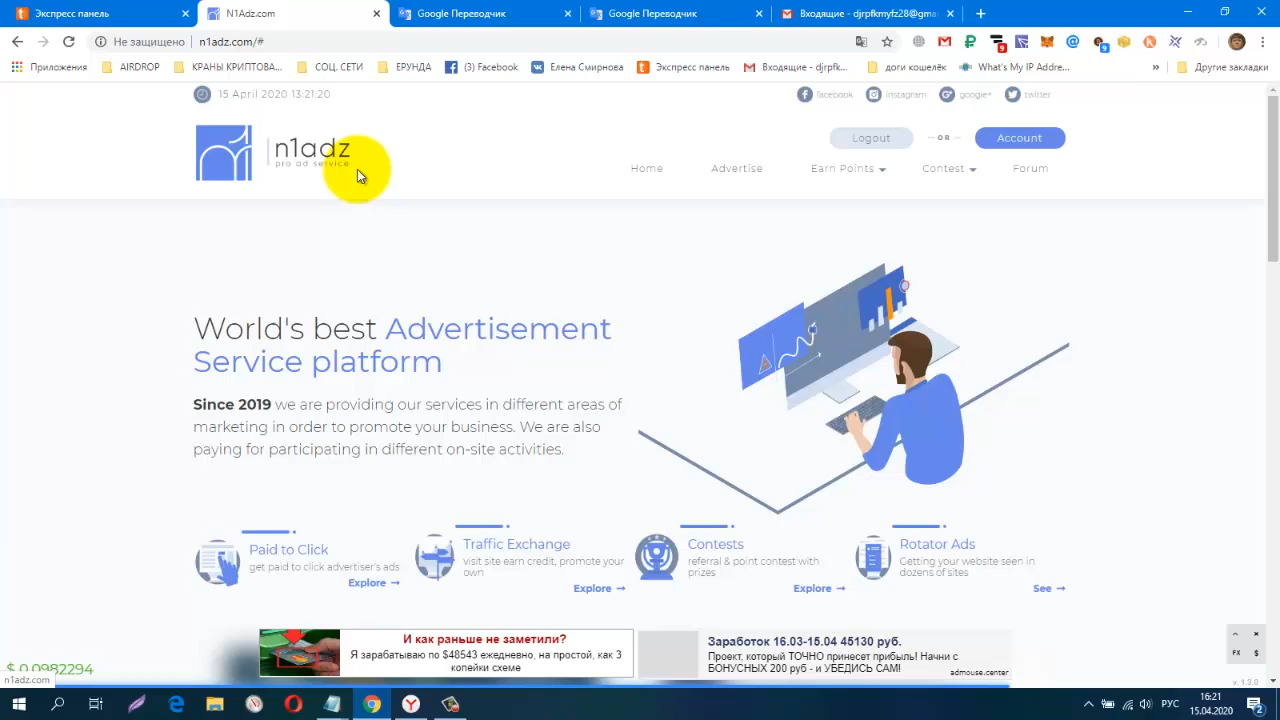 Экспресс панель
N1Adz.com
Google Переводчик
Google Переводчик
Входящие - djrpfkmyfz28@gma
Не защищено
n1adz.com/#
Приложения
AIRDROP
КРАНЫ КРИПТОВА...
СОЦ. СЕТИ
ЕРУНДА
(3) Facebook
Елена Смирнова
Экспресс панель
Входящие - djrpfk...
доги кошелёк
What's My IP Addre...
Другие закладки
15 April 2020 13:21:20
facebook
instagram
google+
twitter
n1adz
pro ad service
Logout
OR
Account
Home
Advertise
Earn Points
Contest
Forum
World's best Advertisement
Service platform
Since 2019 we are providing our services in different areas of
marketing in order to promote your business. We are also
paying for participating in different on-site activities.
Paid to Click
get paid to click advertiser's ads
Explore →
Traffic Exchange
visit site earn credit, promote your
own
Explore →
Contests
referral & point contest with
prizes
Explore →
Rotator Ads
Getting your website seen in
dozens of sites
See →
И как раньше не заметили?
Я зарабатываю по $48543 ежедневно, на простой, как 3
копейки схеме
Заработок 16.03-15.04 45130 руб.
Проект, который ТОЧНО принесет прибыль! Начни с
БОНУСНЫХ 200 руб - и УБЕДИСЬ САМ!
admouse.center
FX $
$ 0.0982294
n1adz.com
v. 1.3.0
РУС
16:21
15.04.2020